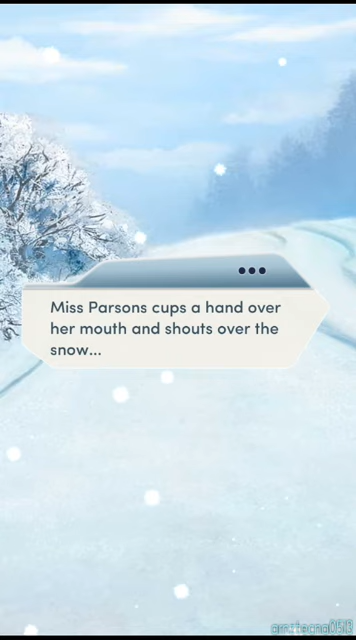 Miss Parsons cups a hand over
her mouth and shouts over the
snow...